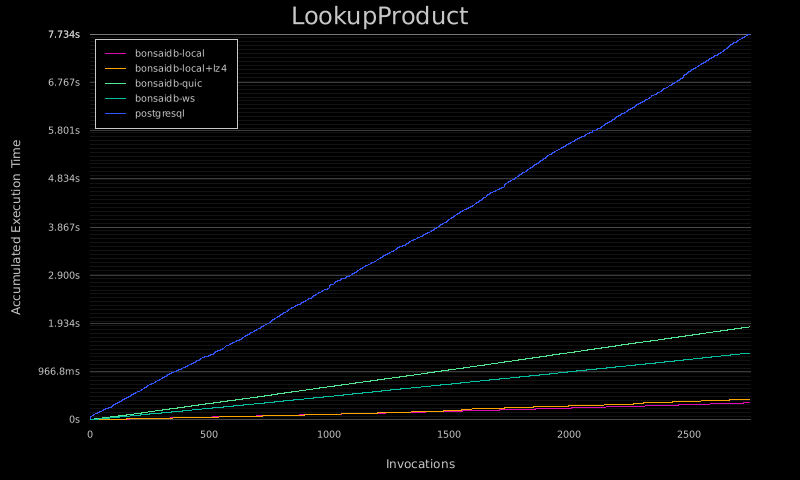 LookupProduct
7.734s
6.767s
5.801s
4.834s
3.867s
2.900s
1.934s
966.8ms
0s
bonsaidb-local
bonsaidb-local+lz4
bonsaidb-quic
bonsaidb-ws
postgresql
Accumulated Execution Time
0 500 1000 1500 2000 2500
Invocations